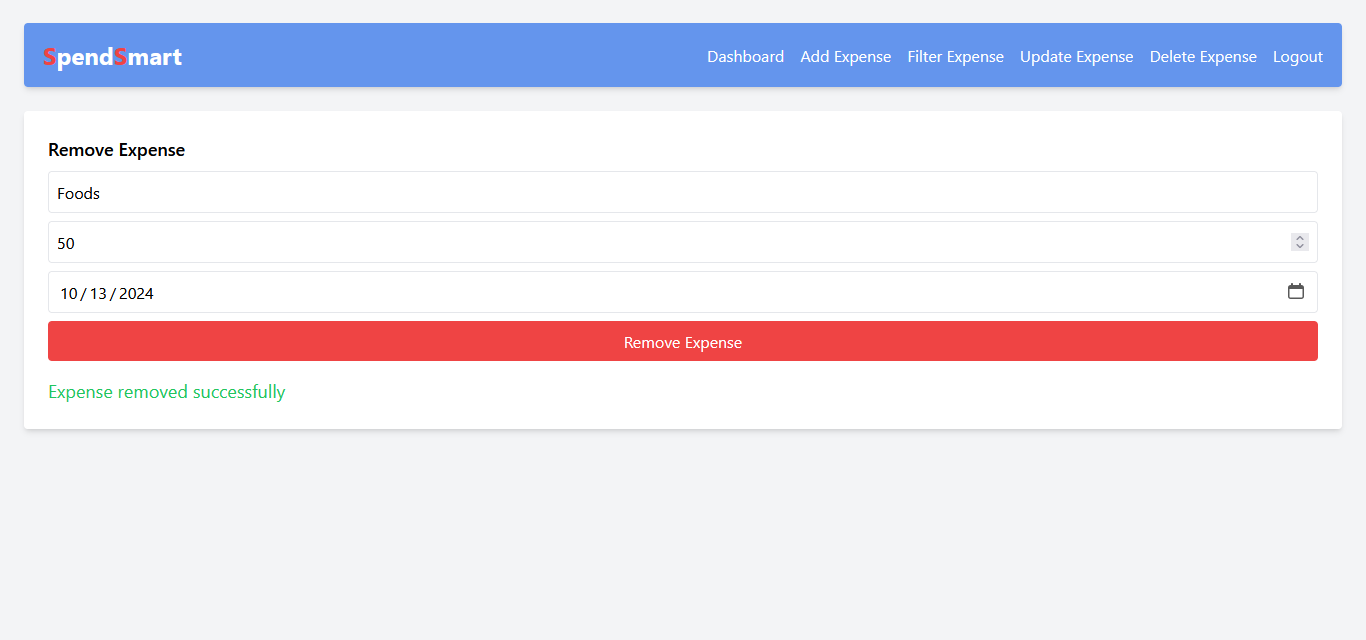 SpendSmart Dashboard Add Expense Filter Expense Update Expense Delete Expense Logout
Remove Expense
Foods
50
10/13/2024
Remove Expense
Expense removed successfully